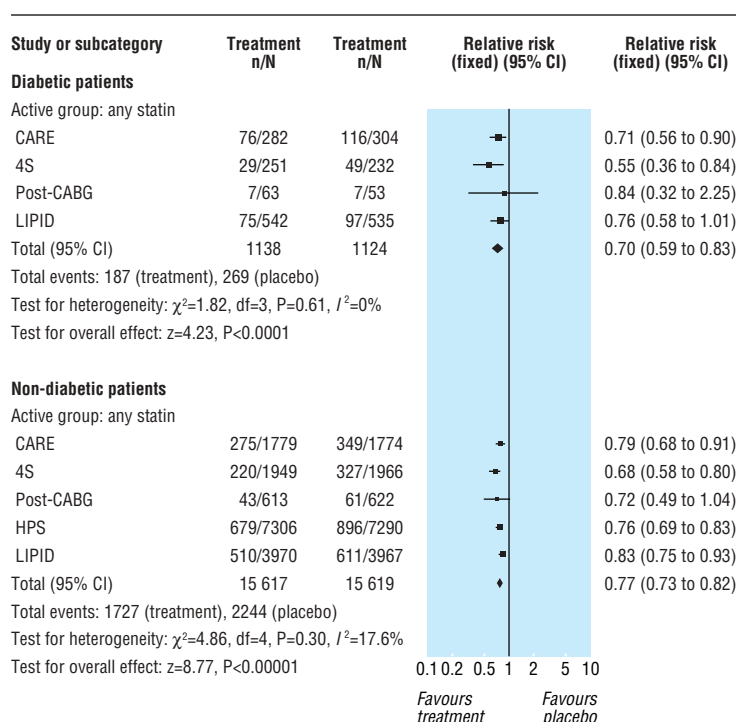 Study or subcategory Treatment n/N Treatment n/N Relative risk (fixed) (95% CI) Relative risk (fixed) (95% CI)
Diabetic patients
Active group: any statin
CARE 76/282 116/304 0.71 (0.56 to 0.90)
4S 29/251 49/232 0.55 (0.36 to 0.84)
Post-CABG 7/63 7/53 0.84 (0.32 to 2.25)
LIPID 75/542 97/535 0.76 (0.58 to 1.01)
Total (95% CI) 1138 1124 0.70 (0.59 to 0.83)
Total events: 187 (treatment), 269 (placebo)
Test for heterogeneity: χ²=1.82, df=3, P=0.61, I²=0%
Test for overall effect: z=4.23, P<0.0001
Non-diabetic patients
Active group: any statin
CARE 275/1779 349/1774 0.79 (0.68 to 0.91)
4S 220/1949 327/1966 0.68 (0.58 to 0.80)
Post-CABG 43/613 61/622 0.72 (0.49 to 1.04)
HPS 679/7306 896/7290 0.76 (0.69 to 0.83)
LIPID 510/3970 611/3967 0.83 (0.75 to 0.93)
Total (95% CI) 15 617 15 619 0.77 (0.73 to 0.82)
Total events: 1727 (treatment), 2244 (placebo)
Test for heterogeneity: χ²=4.86, df=4, P=0.30, I²=17.6%
Test for overall effect: z=8.77, P<0.00001
0.1 0.2 0.5 1 2 5 10
Favours treatment Favours placebo